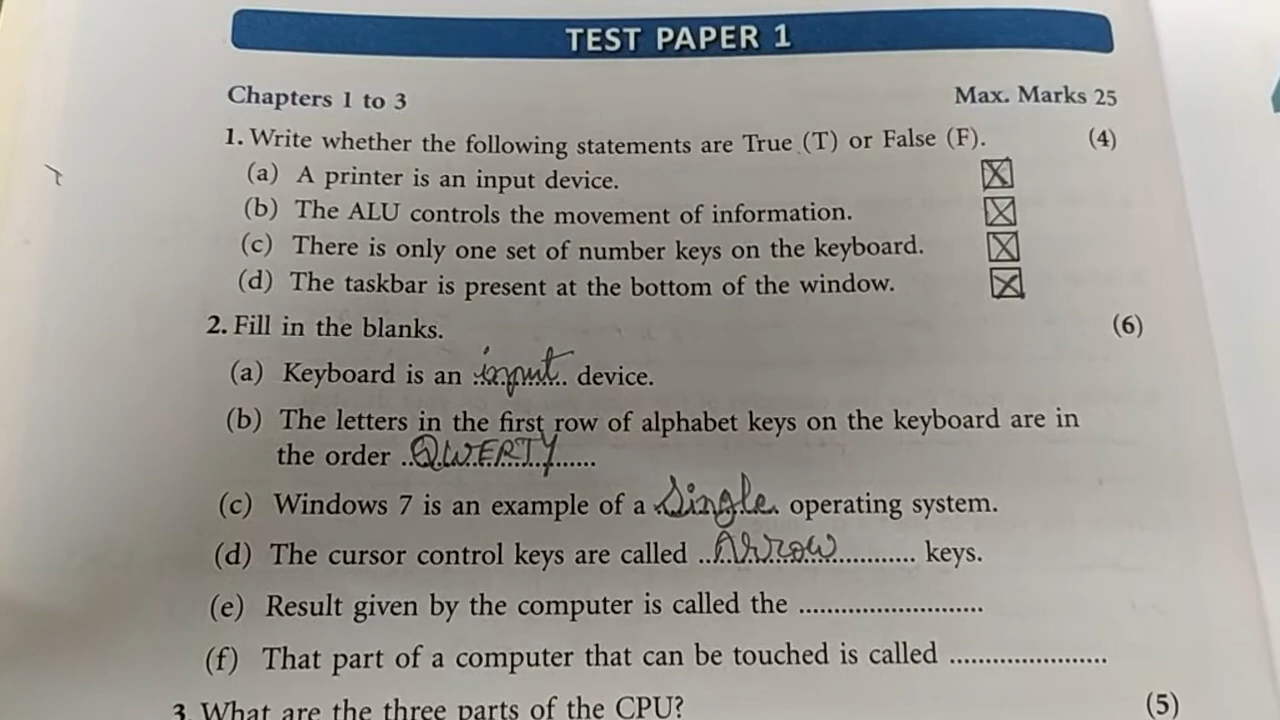 TEST PAPER 1
Chapters 1 to 3 Max. Marks 25
1. Write whether the following statements are True (T) or False (F). (4)
(a) A printer is an input device. X
(b) The ALU controls the movement of information. X
(c) There is only one set of number keys on the keyboard. X
(d) The taskbar is present at the bottom of the window. X
2. Fill in the blanks. (6)
(a) Keyboard is an input device.
(b) The letters in the first row of alphabet keys on the keyboard are in
the order QWERTY
(c) Windows 7 is an example of a Single operating system.
(d) The cursor control keys are called Arrow keys.
(e) Result given by the computer is called the ..........................
(f) That part of a computer that can be touched is called ......................
3. What are the three parts of the CPU? (5)